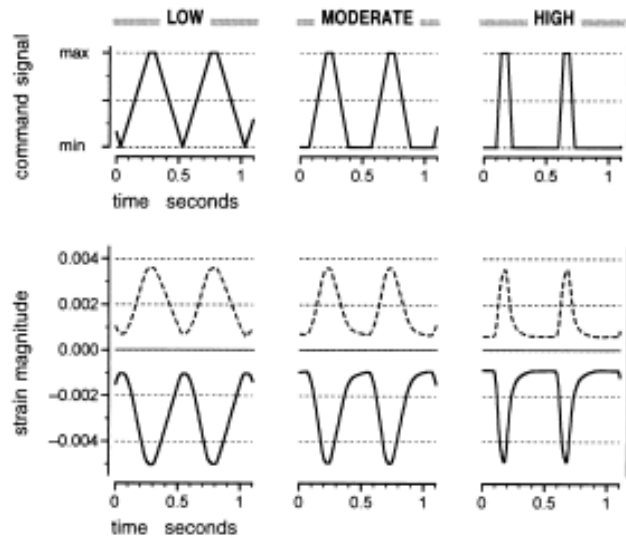 LOW MODERATE HIGH
command signal
max
min
0 0.5 1 0 0.5 1 0 0.5 1
time seconds
strain magnitude
0.004
0.002
0.000
−0.002
−0.004
0 0.5 1 0 0.5 1 0 0.5 1
time seconds